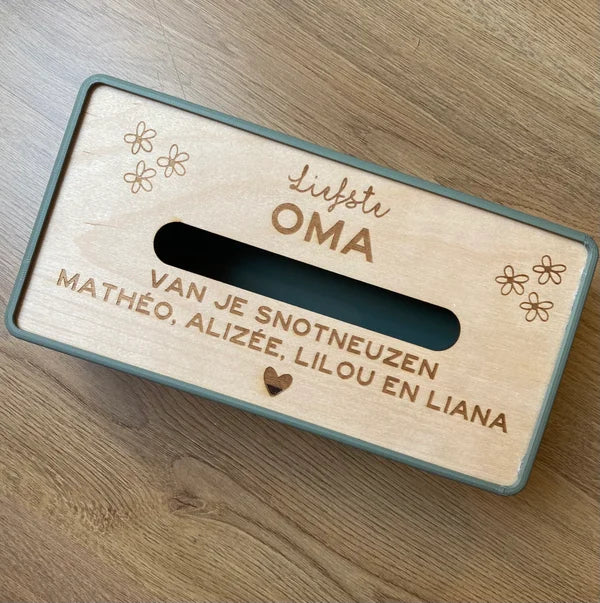 Liefste
OMA
VAN JE SNOTNEUZEN
MATHÉO, ALIZÉE, LILOU EN LIANA